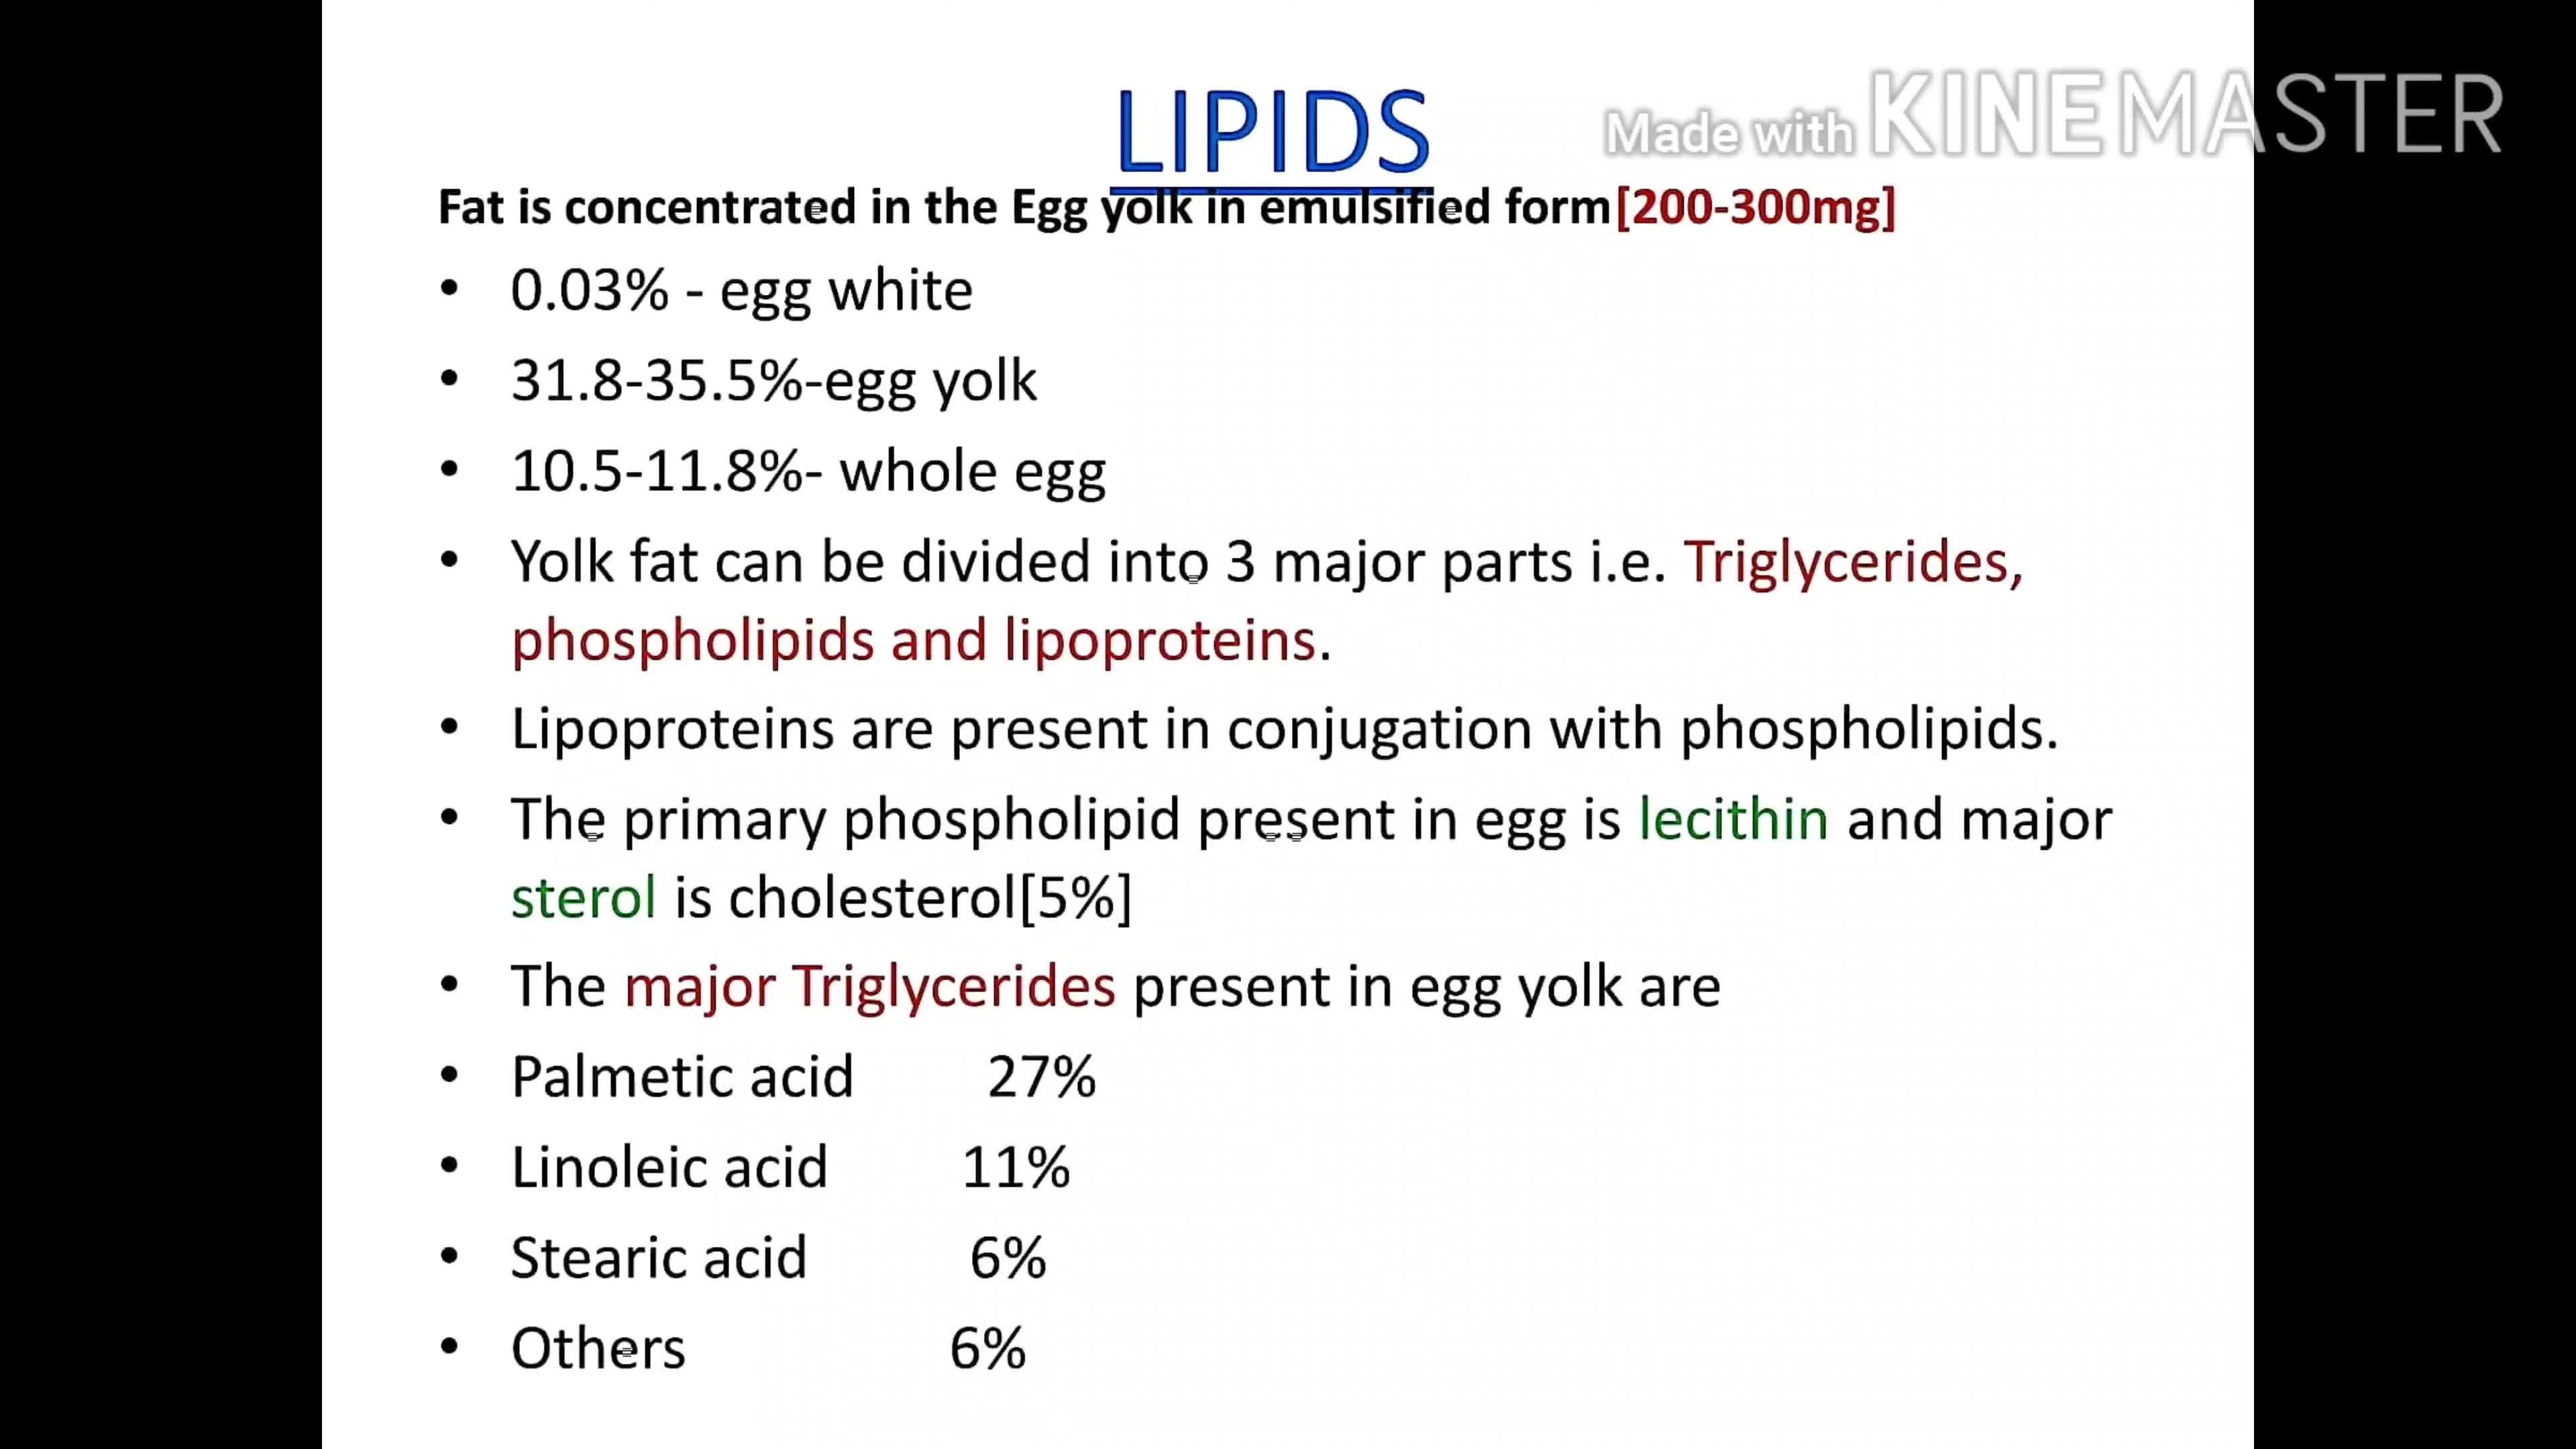 LIPIDS
Made with KINEMASTER
Fat is concentrated in the Egg yolk in emulsified form[200-300mg]
• 0.03% - egg white
• 31.8-35.5%-egg yolk
• 10.5-11.8%- whole egg
• Yolk fat can be divided into 3 major parts i.e. Triglycerides,
phospholipids and lipoproteins.
• Lipoproteins are present in conjugation with phospholipids.
• The primary phospholipid present in egg is lecithin and major
sterol is cholesterol[5%]
• The major Triglycerides present in egg yolk are
• Palmetic acid 27%
• Linoleic acid 11%
• Stearic acid 6%
• Others 6%